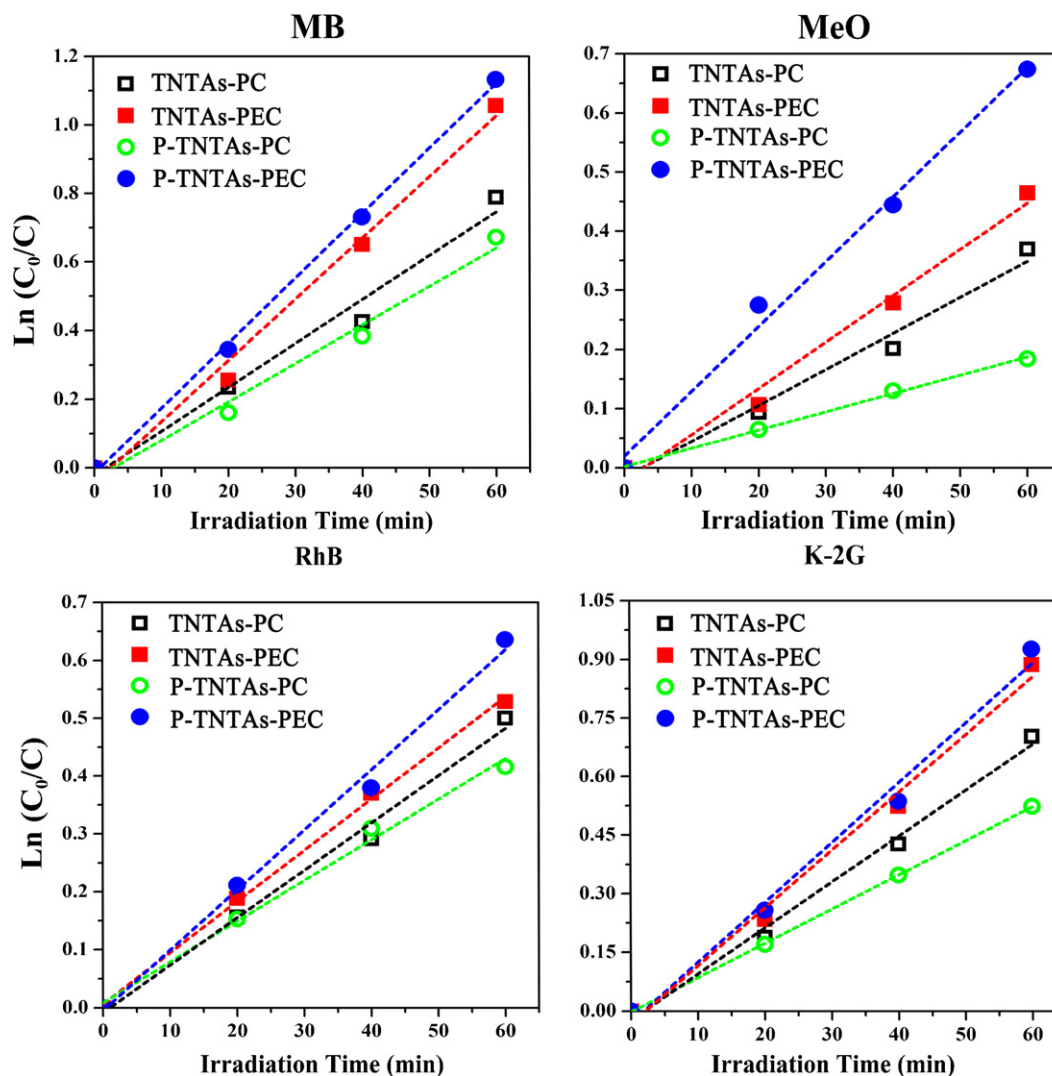 MB
Ln (C₀/C)
1.2
1.0
0.8
0.6
0.4
0.2
0.0
TNTAs-PC
TNTAs-PEC
P-TNTAs-PC
P-TNTAs-PEC
0 10 20 30 40 50 60
Irradiation Time (min)
MeO
0.7
0.6
0.5
0.4
0.3
0.2
0.1
0.0
TNTAs-PC
TNTAs-PEC
P-TNTAs-PC
P-TNTAs-PEC
0 10 20 30 40 50 60
Irradiation Time (min)
RhB
Ln (C₀/C)
0.7
0.6
0.5
0.4
0.3
0.2
0.1
0.0
TNTAs-PC
TNTAs-PEC
P-TNTAs-PC
P-TNTAs-PEC
0 10 20 30 40 50 60
Irradiation Time (min)
K-2G
1.05
0.90
0.75
0.60
0.45
0.30
0.15
0.00
TNTAs-PC
TNTAs-PEC
P-TNTAs-PC
P-TNTAs-PEC
0 10 20 30 40 50 60
Irradiation Time (min)